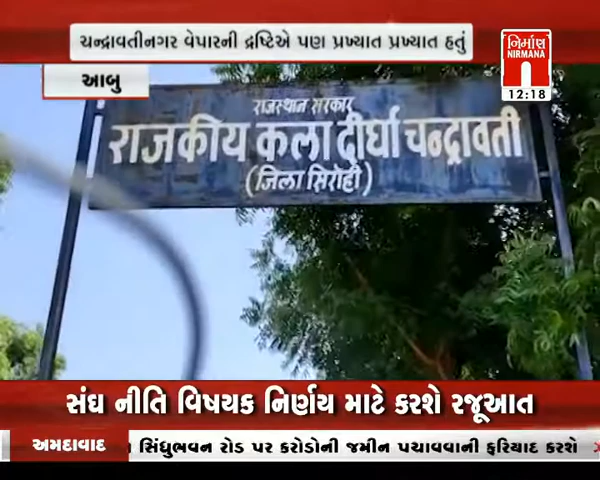 ચન્દ્રાવતીનગર વેપારની દ્રષ્ટિએ પણ પ્રખ્યાત પ્રખ્યાત હતું
આબુ
નિર્માણ
NIRMANA
12:18
राजस्थान सरकार
राजकीय कला दीर्घा चन्द्रावती
(जिला सिरोही)
સંઘ નીતિ વિષયક નિર્ણય માટે કરશે રજૂઆત
અમદાવાદ
સિંધુભવન રોડ પર કરોડોની જમીન પચાવવાની ફરિયાદ કરશે